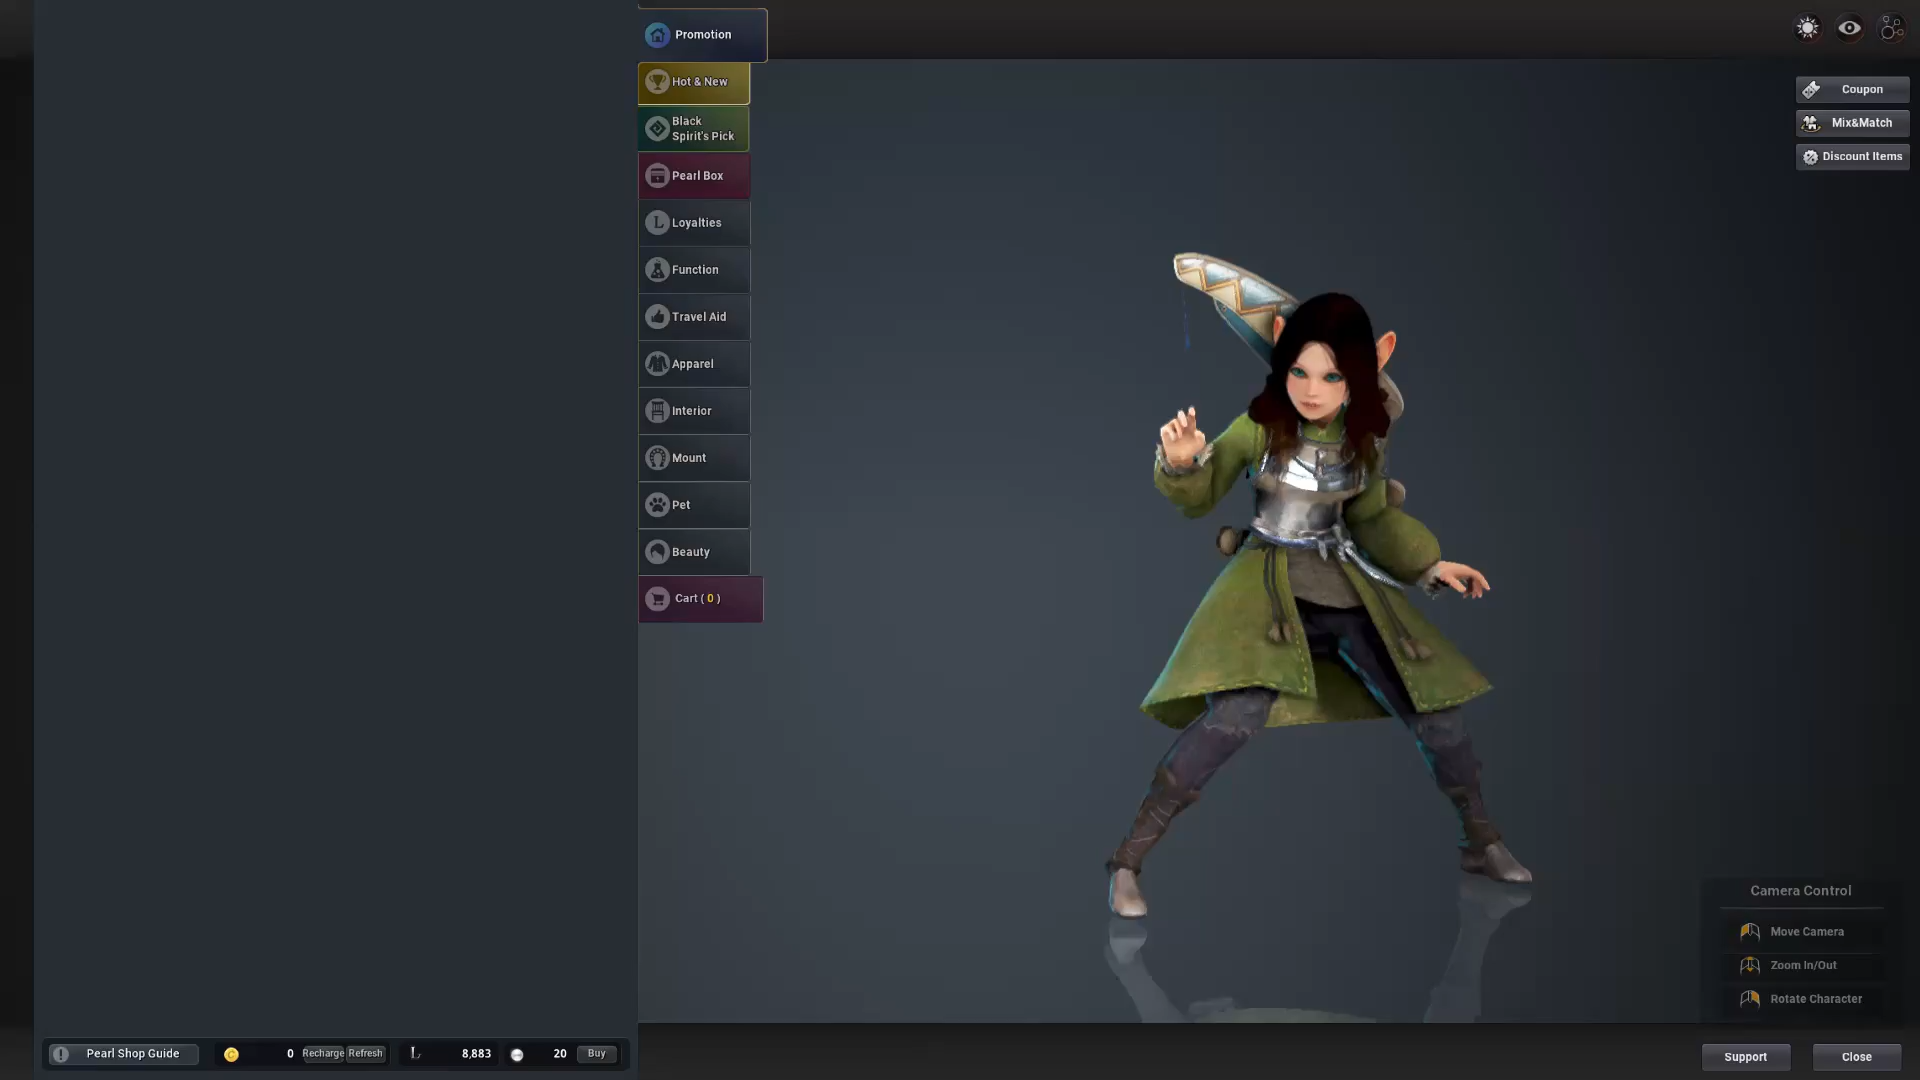 Promotion
Hot & New
Black
Spirit's Pick
Pearl Box
Loyalties
Function
Travel Aid
Apparel
Interior
Mount
Pet
Beauty
Cart ( 0 )
Coupon
Mix&Match
Discount Items
Camera Control
Move Camera
Zoom In/Out
Rotate Character
Pearl Shop Guide
0 Recharge Refresh
L 8,883
20 Buy
Support
Close